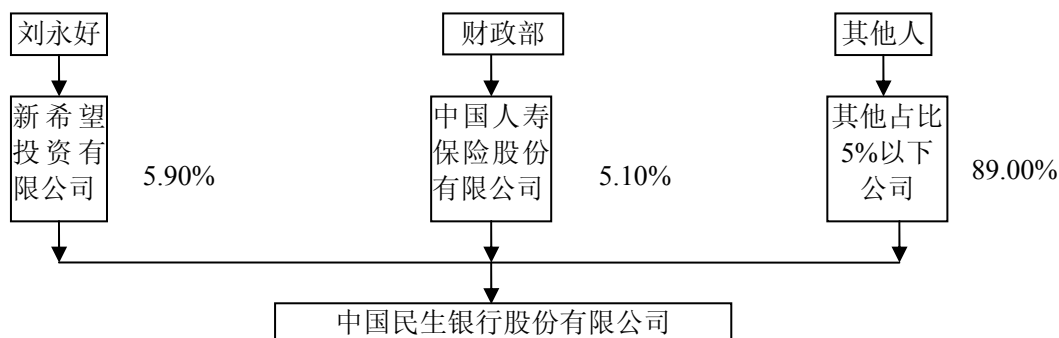 刘永好
财政部
其他人
新希望
投资有
限公司
5.90%
中国人寿
保险股份
有限公司
5.10%
其他占比
5%以下
公司
89.00%
中国民生银行股份有限公司